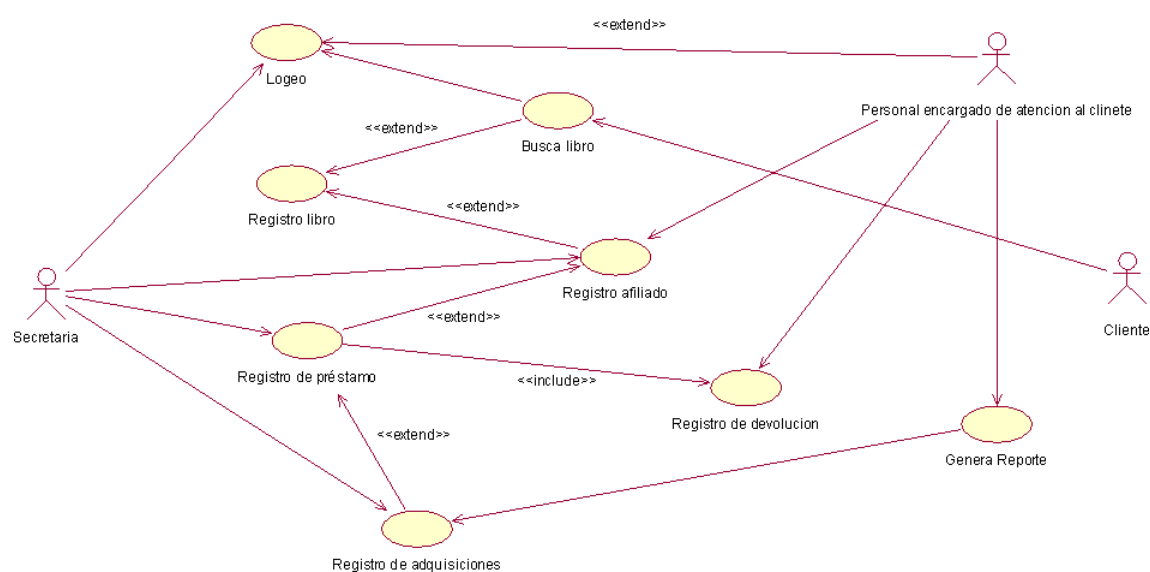 <<extend>>
Logeo
Personal encargado de atencion al clinete
<<extend>>
Busca libro
<<extend>>
Registro libro
Registro afiliado
<<extend>>
Secretaria
Cliente
Registro de préstamo
<<include>>
Registro de devolucion
<<extend>>
Genera Reporte
Registro de adquisiciones